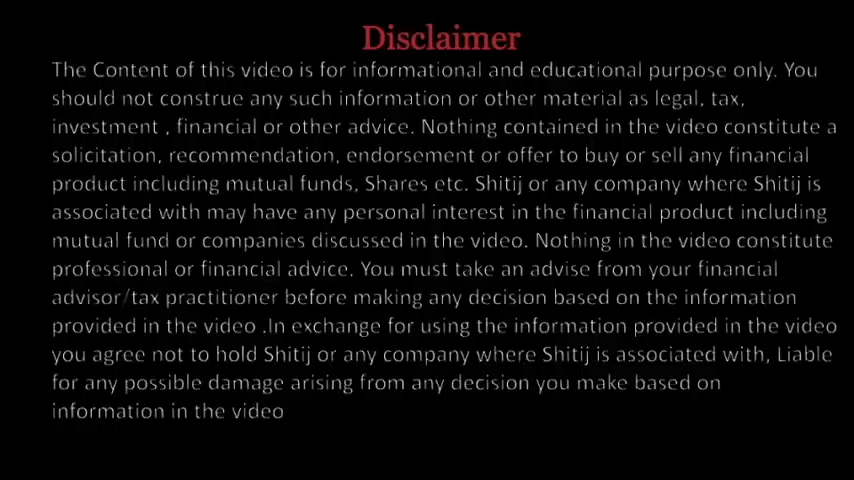 Disclaimer
The Content of this video is for informational and educational purpose only. You
should not construe any such information or other material as legal, tax,
investment , financial or other advice. Nothing contained in the video constitute a
solicitation, recommendation, endorsement or offer to buy or sell any financial
product including mutual funds, Shares etc. Shitij or any company where Shitij is
associated with may have any personal interest in the financial product including
mutual fund or companies discussed in the video. Nothing in the video constitute
professional or financial advice. You must take an advise from your financial
advisor/tax practitioner before making any decision based on the information
provided in the video .In exchange for using the information provided in the video
you agree not to hold Shitij or any company where Shitij is associated with, Liable
for any possible damage arising from any decision you make based on
information in the video